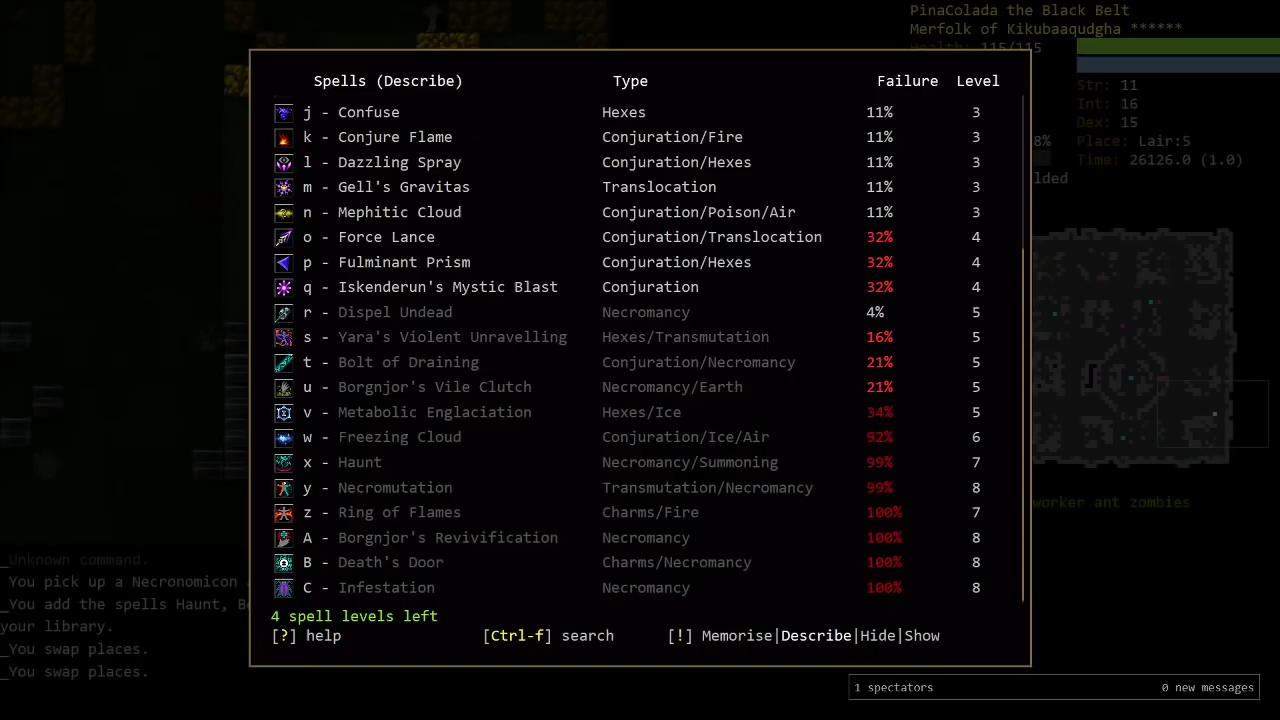 PinaColada the Black Belt
Merfolk of Kikubaaqudgha ******
Health: 115/115
Str: 11
Int: 16
Dex: 15
8% Place: Lair:5
Time: 26126.0 (1.0)
lded
Spells (Describe) Type Failure Level
j - Confuse Hexes 11% 3
k - Conjure Flame Conjuration/Fire 11% 3
l - Dazzling Spray Conjuration/Hexes 11% 3
m - Gell's Gravitas Translocation 11% 3
n - Mephitic Cloud Conjuration/Poison/Air 11% 3
o - Force Lance Conjuration/Translocation 32% 4
p - Fulminant Prism Conjuration/Hexes 32% 4
q - Iskenderun's Mystic Blast Conjuration 32% 4
r - Dispel Undead Necromancy 4% 5
s - Yara's Violent Unravelling Hexes/Transmutation 16% 5
t - Bolt of Draining Conjuration/Necromancy 21% 5
u - Borgnjor's Vile Clutch Necromancy/Earth 21% 5
v - Metabolic Englaciation Hexes/Ice 34% 5
w - Freezing Cloud Conjuration/Ice/Air 92% 6
x - Haunt Necromancy/Summoning 99% 7
y - Necromutation Transmutation/Necromancy 99% 8
z - Ring of Flames Charms/Fire 100% 7
A - Borgnjor's Revivification Necromancy 100% 8
B - Death's Door Charms/Necromancy 100% 8
C - Infestation Necromancy 100% 8
4 spell levels left
[?] help [Ctrl-f] search [!] Memorise|Describe|Hide|Show
worker ant zombies
_Unknown command.
You pick up a Necronomicon
_You add the spells Haunt, Bo
your library.
_You swap places.
_You swap places.
1 spectators 0 new messages